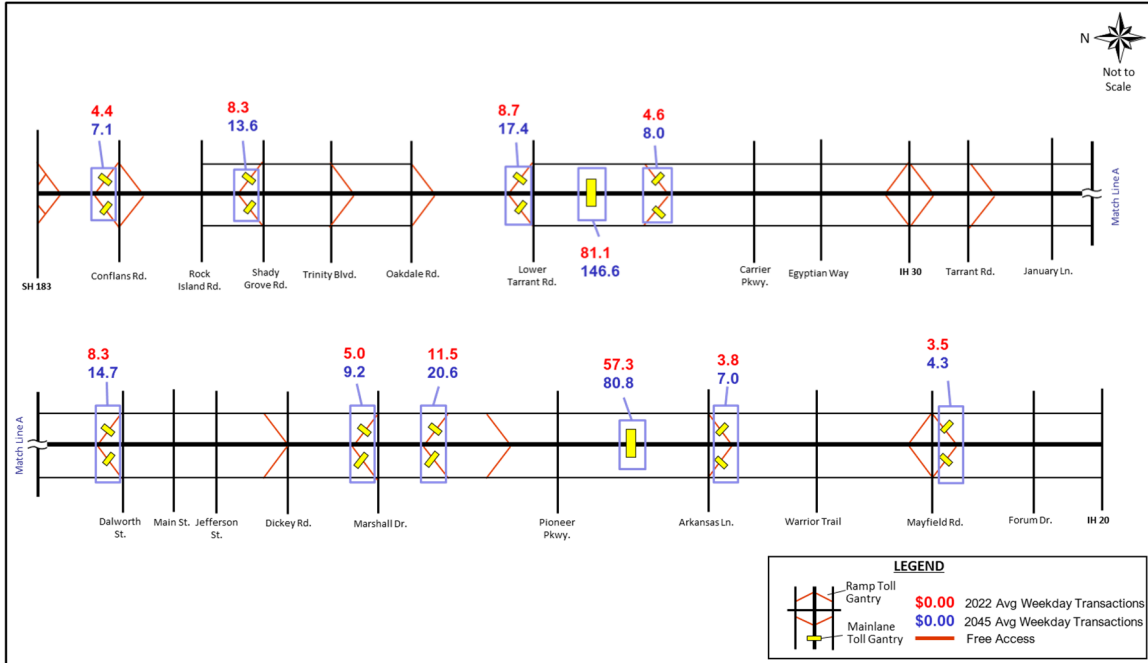 N
Not to
Scale
4.4
7.1
8.3
13.6
8.7
17.4
4.6
8.0
81.1
146.6
SH 183
Conflans Rd.
Rock
Island Rd.
Shady
Grove Rd.
Trinity Blvd.
Oakdale Rd.
Lower
Tarrant Rd.
Carrier
Pkwy.
Egyptian Way
IH 30
Tarrant Rd.
January Ln.
Match Line A
Match Line A
8.3
14.7
5.0
9.2
11.5
20.6
57.3
80.8
3.8
7.0
3.5
4.3
Dalworth
St.
Main St.
Jefferson
St.
Dickey Rd.
Marshall Dr.
Pioneer
Pkwy.
Arkansas Ln.
Warrior Trail
Mayfield Rd.
Forum Dr.
IH 20
LEGEND
Ramp Toll
Gantry
Mainlane
Toll Gantry
$0.00 2022 Avg Weekday Transactions
$0.00 2045 Avg Weekday Transactions
Free Access